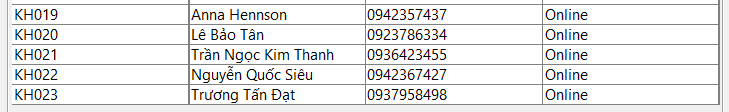 KH019 Anna Hennson 0942357437 Online
KH020 Lê Bảo Tân 0923786334 Online
KH021 Trần Ngọc Kim Thanh 0936423455 Online
KH022 Nguyễn Quốc Siêu 0942367427 Online
KH023 Trương Tấn Đạt 0937958498 Online